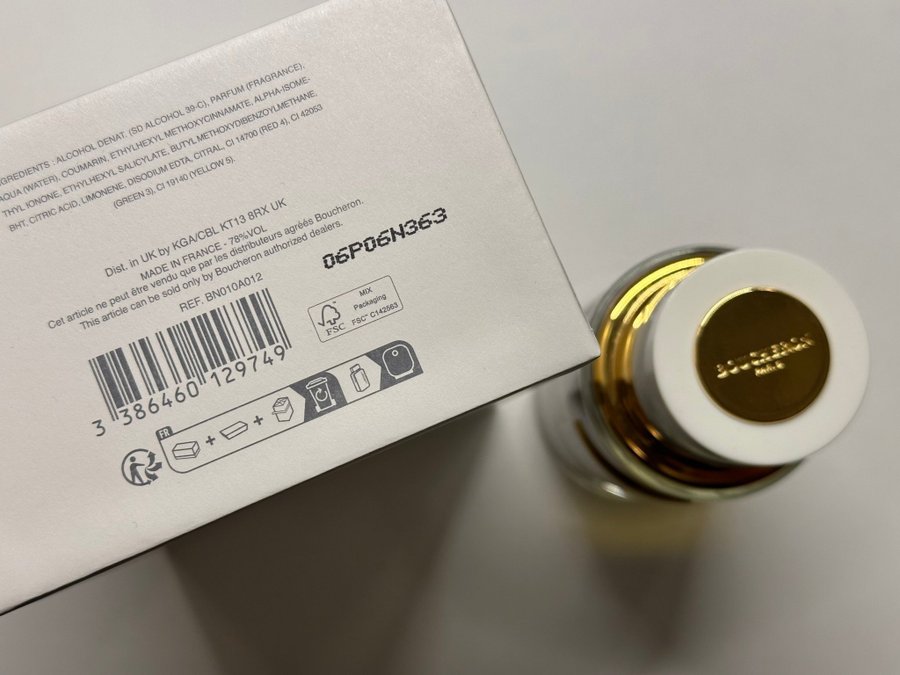 GREDIENTS : ALCOHOL DENAT. (SD ALCOHOL 39-C), PARFUM (FRAGRANCE),
AQUA (WATER), COUMARIN, ETHYLHEXYL METHOXYCINNAMATE, ALPHA-ISOME-
THYL IONONE, ETHYLHEXYL SALICYLATE, BUTYL METHOXYDIBENZOYLMETHANE,
BHT, CITRIC ACID, LIMONENE, DISODIUM EDTA, CITRAL, CI 14700 (RED 4), CI 42053
(GREEN 3), CI 19140 (YELLOW 5).
Dist. in UK by KGA/CBL KT13 8RX UK
MADE IN FRANCE - 78%VOL
Cet article ne peut être vendu que par les distributeurs agréés Boucheron.
This article can be sold only by Boucheron authorized dealers.
REF. BN010A012
06P06N363
3 386460 129749
FSC
MIX
Packaging
FSC™ C142563
FR
BOUCHERON
PARIS